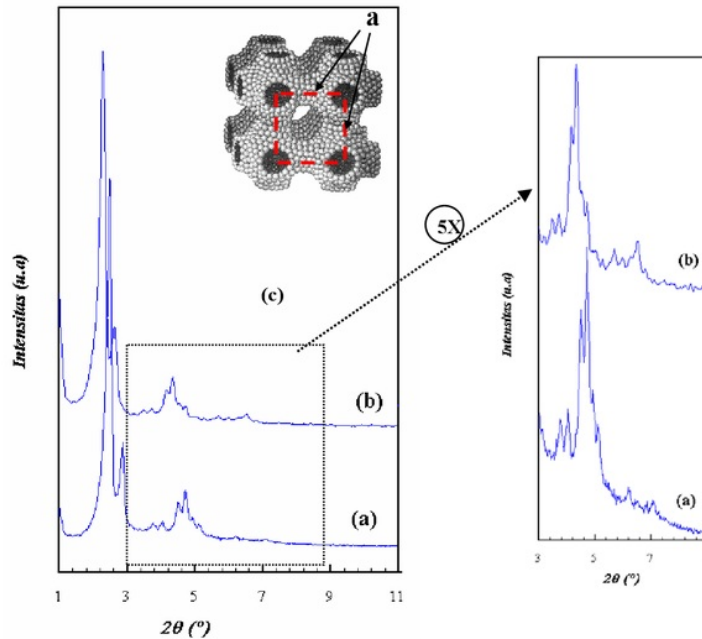 a
5X
Intensitas (u.a)
(c)
(b)
(a)
1 3 5 7 9 11
2θ (º)
Intensitas (u.a)
(b)
(a)
3 5 7
2θ (º)